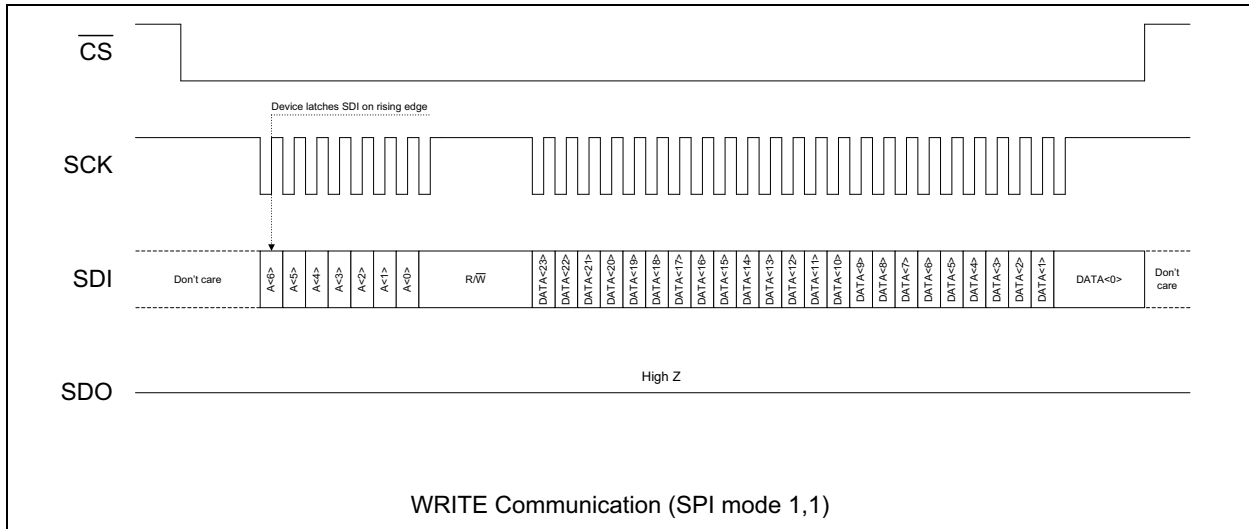 CS
Device latches SDI on rising edge
SCK
SDI
Don't care
A<6>
A<5>
A<4>
A<3>
A<2>
A<1>
A<0>
R/W
DATA<23>
DATA<22>
DATA<21>
DATA<20>
DATA<19>
DATA<18>
DATA<17>
DATA<16>
DATA<15>
DATA<14>
DATA<13>
DATA<12>
DATA<11>
DATA<10>
DATA<9>
DATA<8>
DATA<7>
DATA<6>
DATA<5>
DATA<4>
DATA<3>
DATA<2>
DATA<1>
DATA<0>
Don't
care
SDO
High Z
WRITE Communication (SPI mode 1,1)